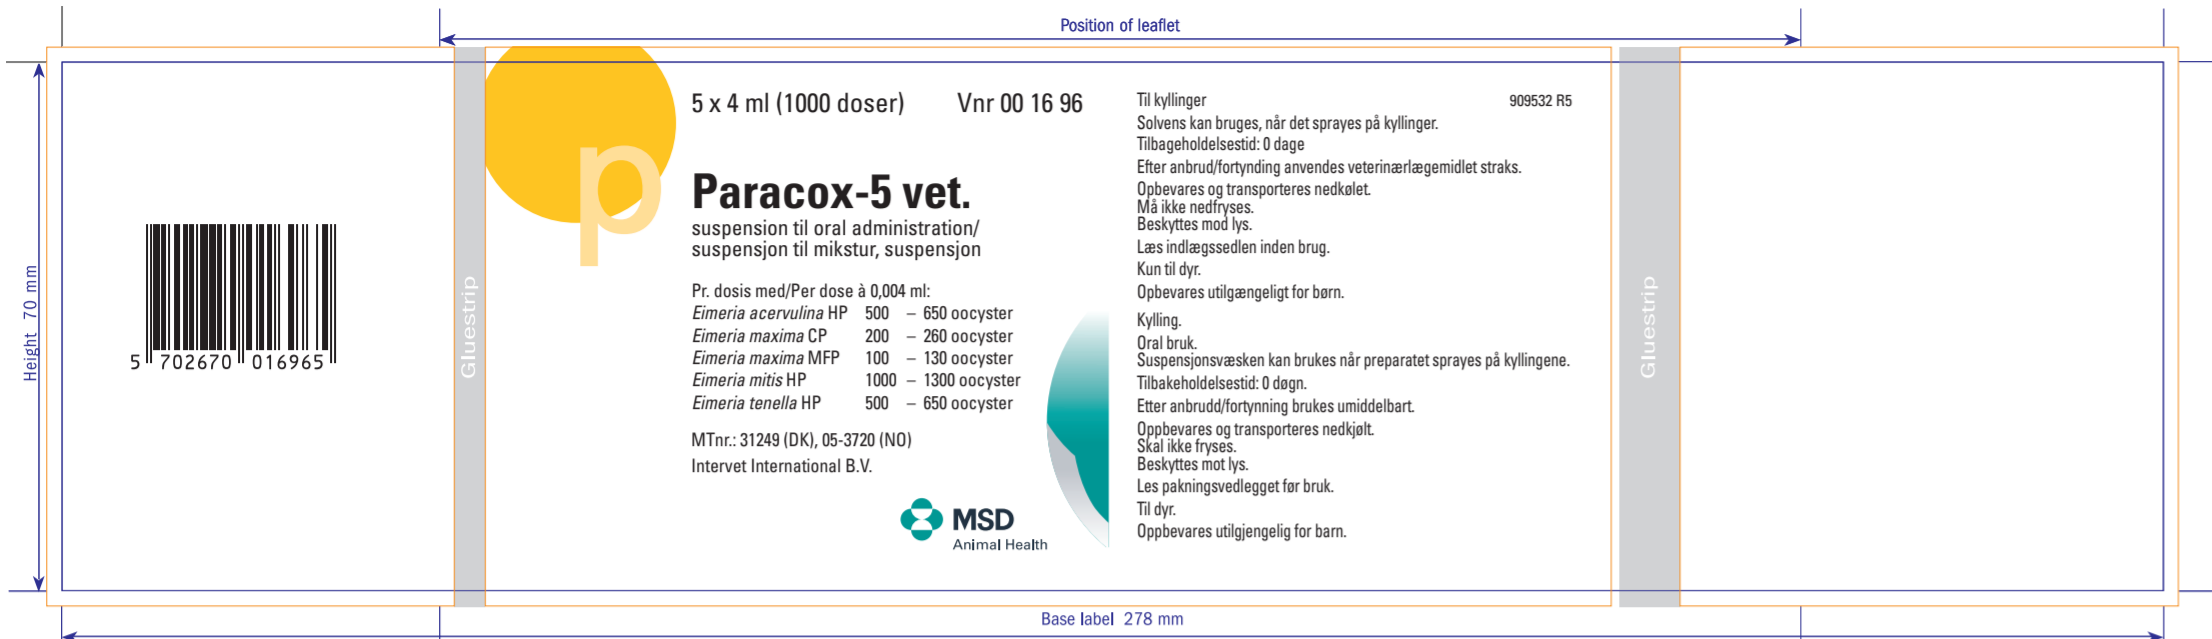 Position of leaflet
5 x 4 ml (1000 doser) Vnr 00 16 96
p
Paracox-5 vet.
suspension til oral administration/
suspensjon til mikstur, suspensjon
Pr. dosis med/Per dose à 0,004 ml:
Eimeria acervulina HP 500 – 650 oocyster
Eimeria maxima CP 200 – 260 oocyster
Eimeria maxima MFP 100 – 130 oocyster
Eimeria mitis HP 1000 – 1300 oocyster
Eimeria tenella HP 500 – 650 oocyster
MTnr.: 31249 (DK), 05-3720 (NO)
Intervet International B.V.
MSD
Animal Health
Til kyllinger 909532 R5
Solvens kan bruges, når det sprayes på kyllinger.
Tilbageholdelsestid: 0 dage
Efter anbrud/fortynding anvendes veterinærlægemidlet straks.
Opbevares og transporteres nedkølet.
Må ikke nedfryses.
Beskyttes mod lys.
Læs indlægssedlen inden brug.
Kun til dyr.
Opbevares utilgængeligt for børn.
Kylling.
Oral bruk.
Suspensjonsvæsken kan brukes når preparatet sprayes på kyllingene.
Tilbakeholdelsestid: 0 døgn.
Etter anbrudd/fortynning brukes umiddelbart.
Oppbevares og transporteres nedkjølt.
Skal ikke fryses.
Beskyttes mot lys.
Les pakningsvedlegget før bruk.
Til dyr.
Oppbevares utilgjengelig for barn.
5 702670 016965
Height 70 mm
Gluestrip
Gluestrip
Base label 278 mm